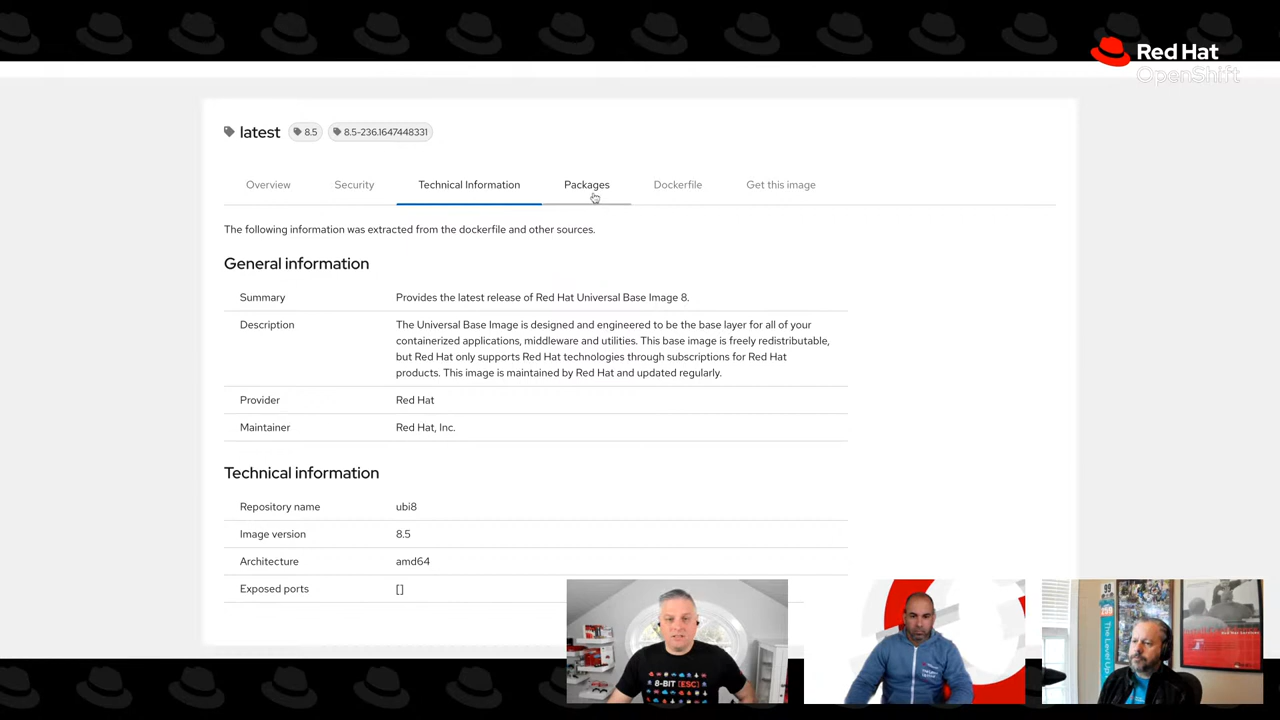 Red Hat
OpenShift
latest
8.5
8.5-236.1647448331
Overview
Security
Technical Information
Packages
Dockerfile
Get this image
The following information was extracted from the dockerfile and other sources.
General information
Summary
Provides the latest release of Red Hat Universal Base Image 8.
Description
The Universal Base Image is designed and engineered to be the base layer for all of your
containerized applications, middleware and utilities. This base image is freely redistributable,
but Red Hat only supports Red Hat technologies through subscriptions for Red Hat
products. This image is maintained by Red Hat and updated regularly.
Provider
Red Hat
Maintainer
Red Hat, Inc.
Technical information
Repository name
ubi8
Image version
8.5
Architecture
amd64
Exposed ports
[]
8-BIT [ESC]
The Level Up